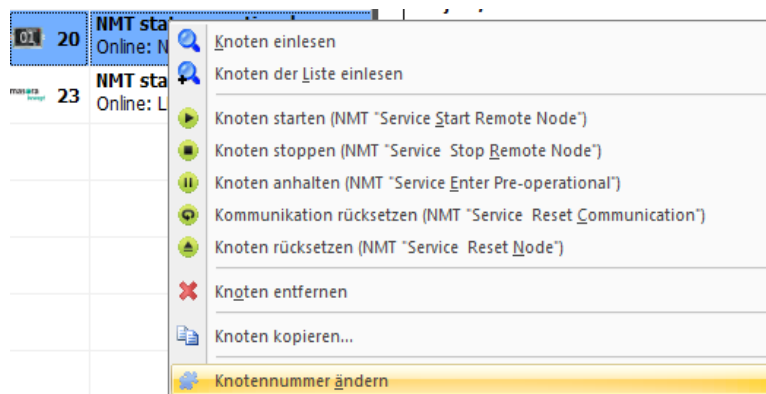 01 20 NMT sta
Online: N
masora 23 NMT sta
Online: L
Knoten einlesen
Knoten der Liste einlesen
Knoten starten (NMT "Service Start Remote Node")
Knoten stoppen (NMT "Service Stop Remote Node")
Knoten anhalten (NMT "Service Enter Pre-operational")
Kommunikation rücksetzen (NMT "Service Reset Communication")
Knoten rücksetzen (NMT "Service Reset Node")
Knoten entfernen
Knoten kopieren...
Knotennummer ändern